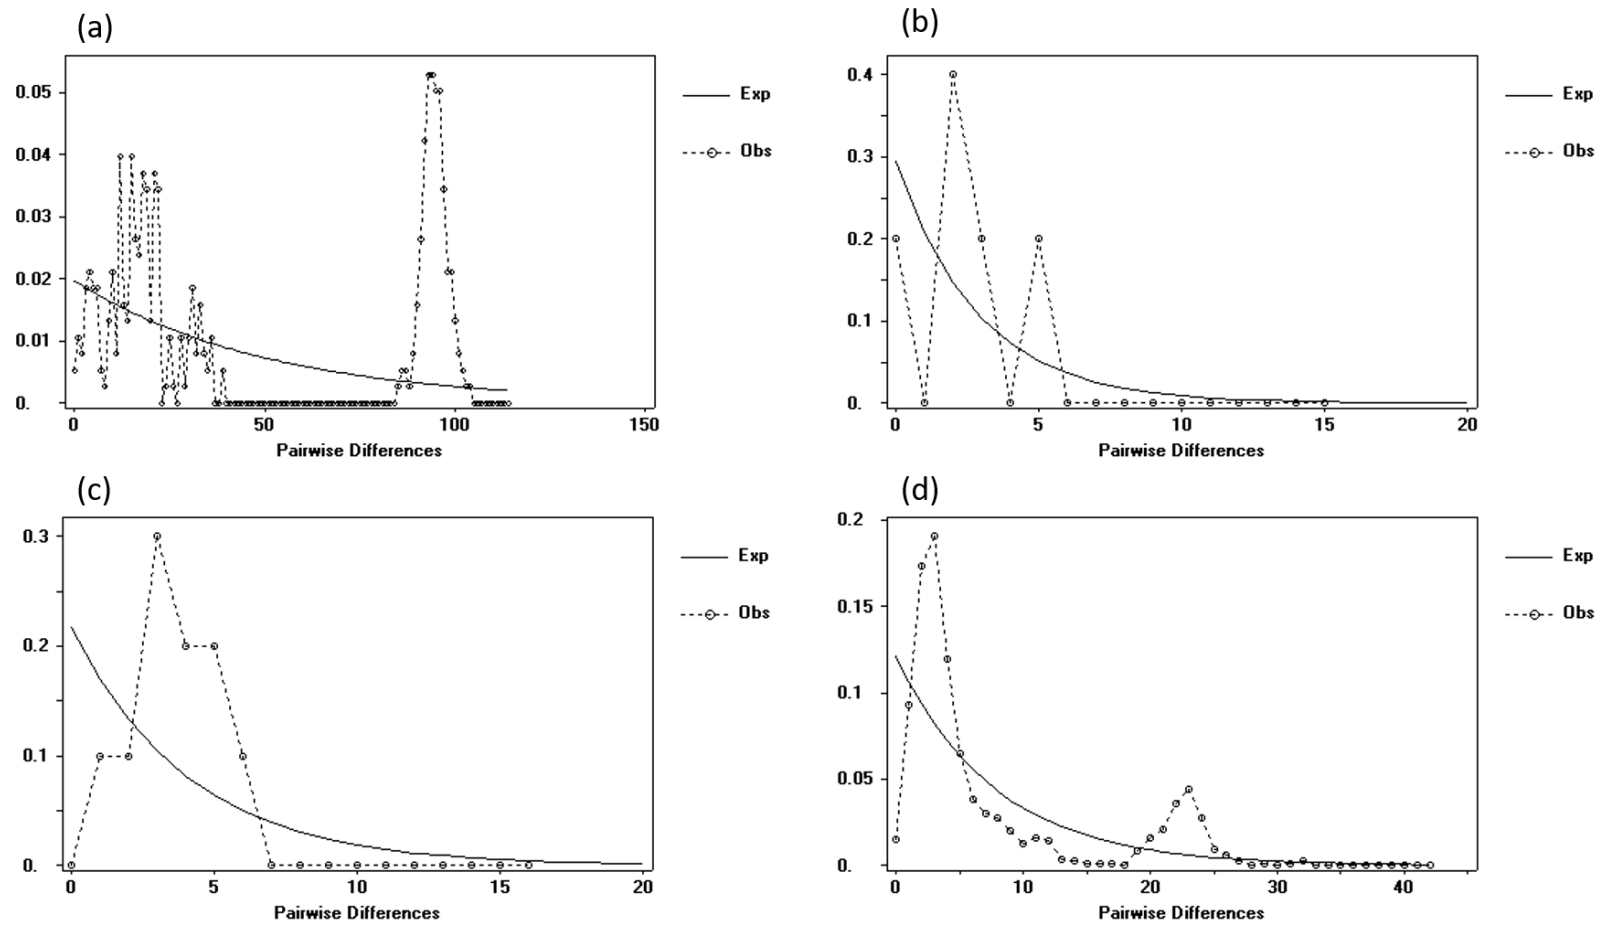 (a)
0.05
0.04
0.03
0.02
0.01
0.
0 50 100 150
Pairwise Differences
Exp
Obs
(b)
0.4
0.3
0.2
0.1
0.
0 5 10 15 20
Pairwise Differences
Exp
Obs
(c)
0.3
0.2
0.1
0.
0 5 10 15 20
Pairwise Differences
Exp
Obs
(d)
0.2
0.15
0.1
0.05
0.
0 10 20 30 40
Pairwise Differences
Exp
Obs